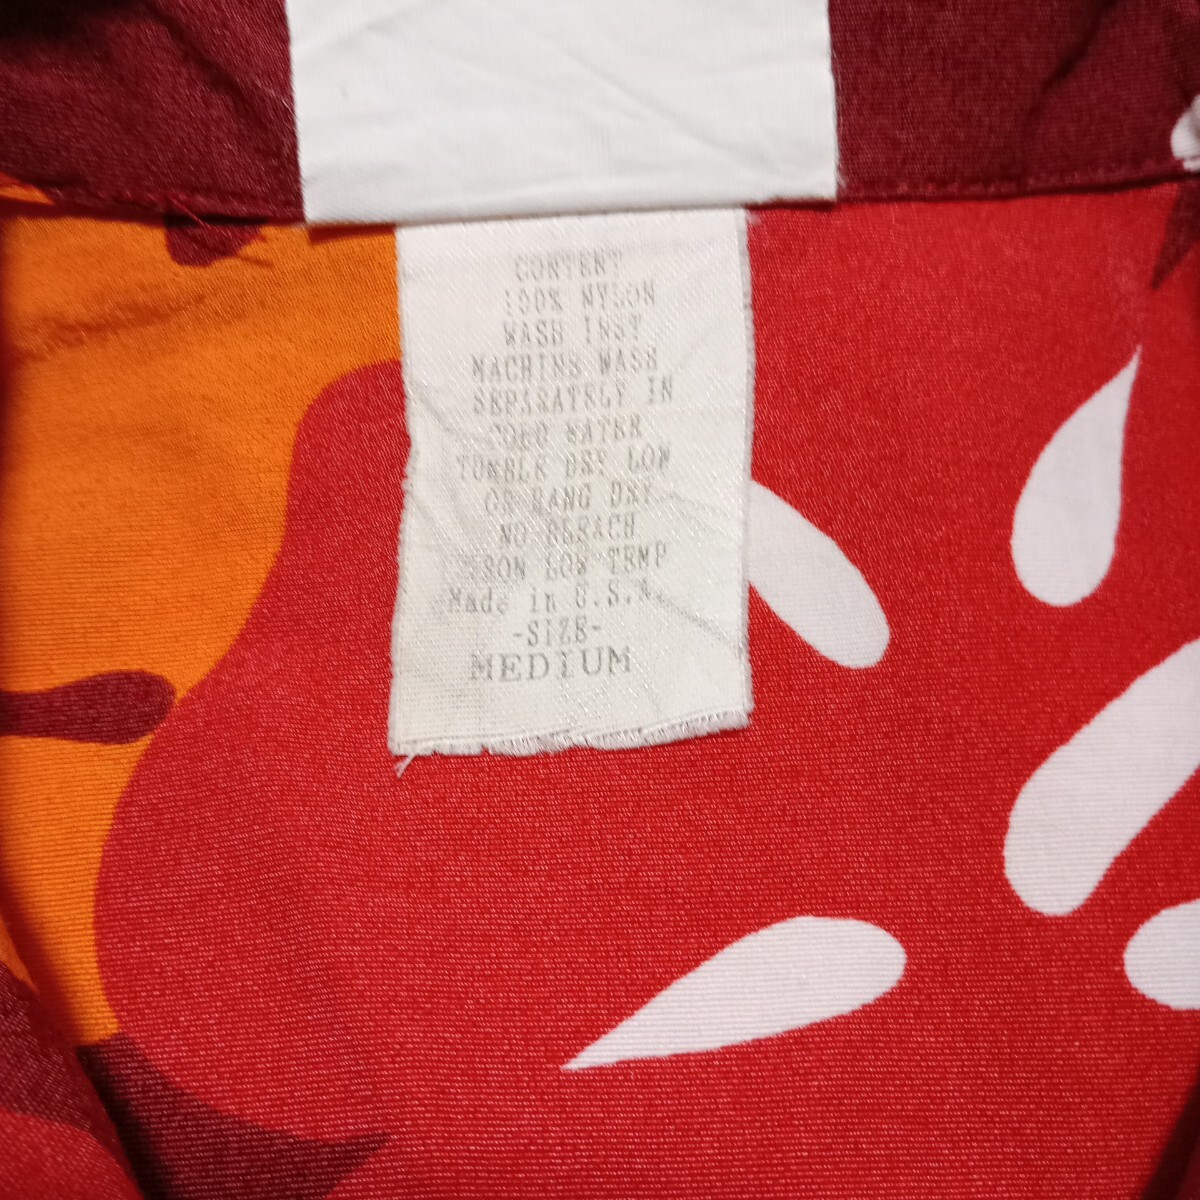 CONTENT
100% NYLON
WASH INST
MACHINE WASH
SEPARATELY IN
COLD WATER
TUMBLE DRY LOW
OR HANG DRY
NO BLEACH
IRON LOW TEMP
Made in U.S.A.
-SIZE-
MEDIUM